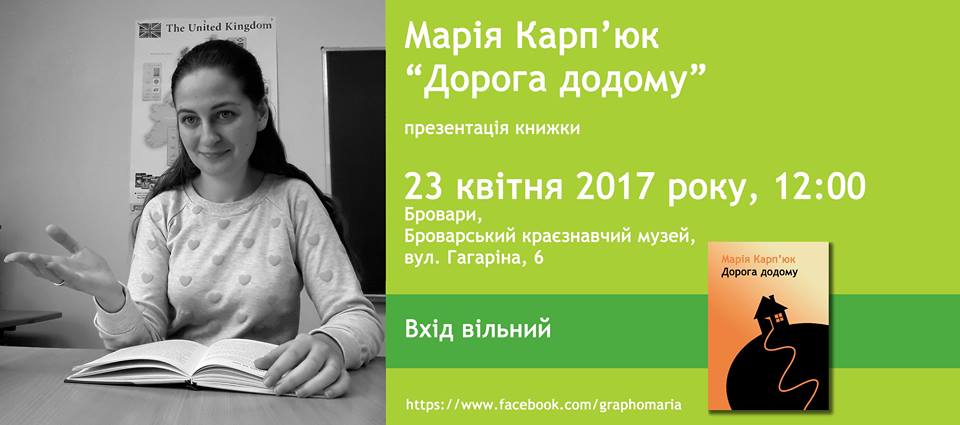 The United Kingdom
Марія Карп’юк
“Дорога додому”
презентація книжки
23 квітня 2017 року, 12:00
Бровари,
Броварський краєзнавчий музей,
вул. Гагаріна, 6
Марія Карп’юк
Дорога додому
Вхід вільний
https://www.facebook.com/graphomaria